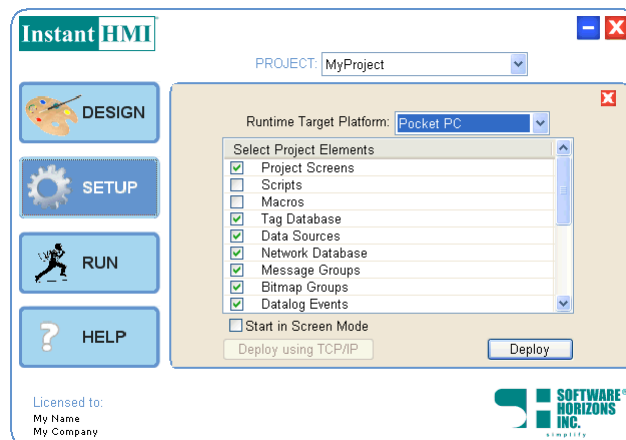 Instant HMI
PROJECT: MyProject
DESIGN
SETUP
RUN
HELP
Runtime Target Platform: Pocket PC
Select Project Elements
Project Screens
Scripts
Macros
Tag Database
Data Sources
Network Database
Message Groups
Bitmap Groups
Datalog Events
Start in Screen Mode
Deploy using TCP/IP
Deploy
Licensed to:
My Name
My Company
SOFTWARE®
HORIZONS
INC.
simplify